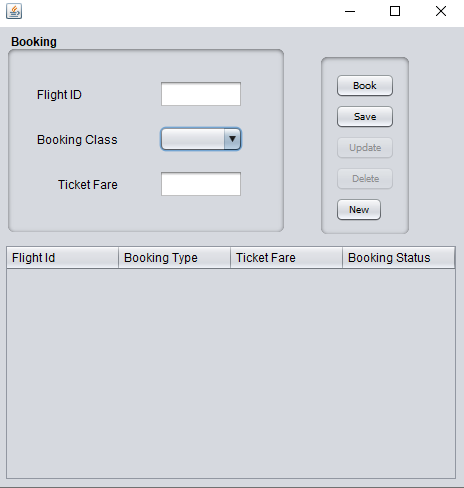 Booking
Flight ID
Booking Class
Ticket Fare
Book
Save
Update
Delete
New
Flight Id Booking Type Ticket Fare Booking Status